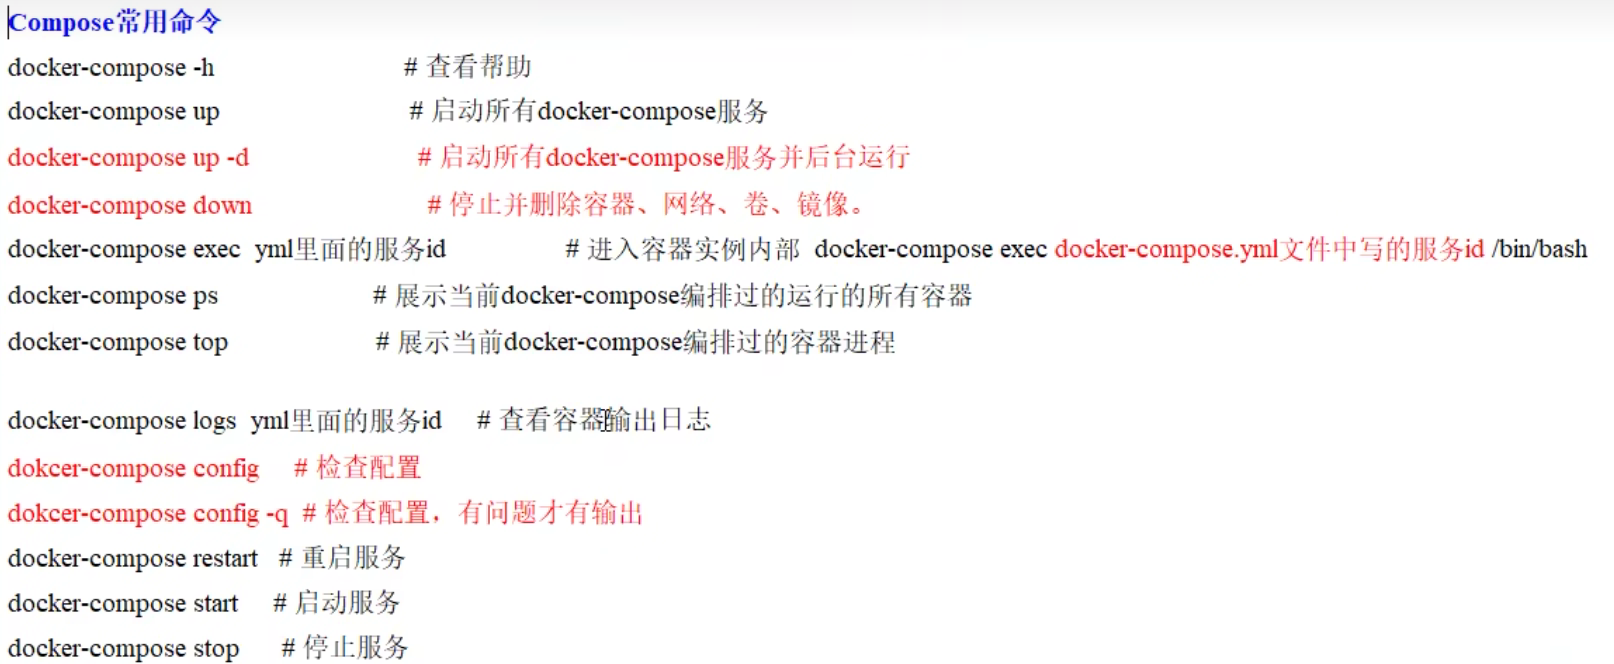 Compose常用命令
docker-compose -h # 查看帮助
docker-compose up # 启动所有docker-compose服务
docker-compose up -d # 启动所有docker-compose服务并后台运行
docker-compose down # 停止并删除容器、网络、卷、镜像。
docker-compose exec yml里面的服务id # 进入容器实例内部 docker-compose exec docker-compose.yml文件中写的服务id /bin/bash
docker-compose ps # 展示当前docker-compose编排过的运行的所有容器
docker-compose top # 展示当前docker-compose编排过的容器进程
docker-compose logs yml里面的服务id # 查看容器输出日志
dokcer-compose config # 检查配置
dokcer-compose config -q # 检查配置，有问题才有输出
docker-compose restart # 重启服务
docker-compose start # 启动服务
docker-compose stop # 停止服务